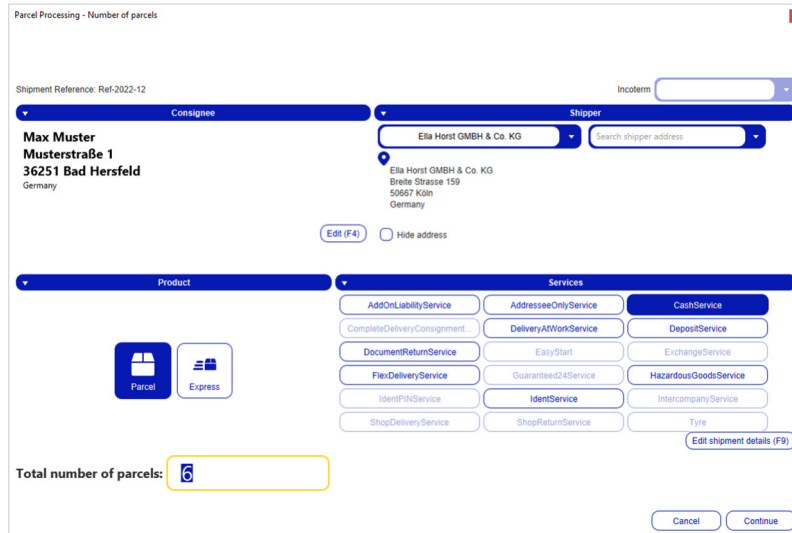 Parcel Processing - Number of parcels
Shipment Reference: Ref-2022-12
Incoterm
Consignee
Shipper
Max Muster
Musterstraße 1
36251 Bad Hersfeld
Germany
Ella Horst GMBH & Co. KG
Search shipper address
Ella Horst GMBH & Co. KG
Breite Strasse 159
50667 Köln
Germany
Edit (F4)
Hide address
Product
Services
AddOnLiabilityService
AddresseeOnlyService
CashService
CompleteDeliveryConsignment...
DeliveryAtWorkService
DepositService
DocumentReturnService
EasyStart
ExchangeService
FlexDeliveryService
Guaranteed24Service
HazardousGoodsService
IdentPINService
IdentService
IntercompanyService
ShopDeliveryService
ShopReturnService
Tyre
Parcel
Express
Edit shipment details (F9)
Total number of parcels: 6
Cancel
Continue